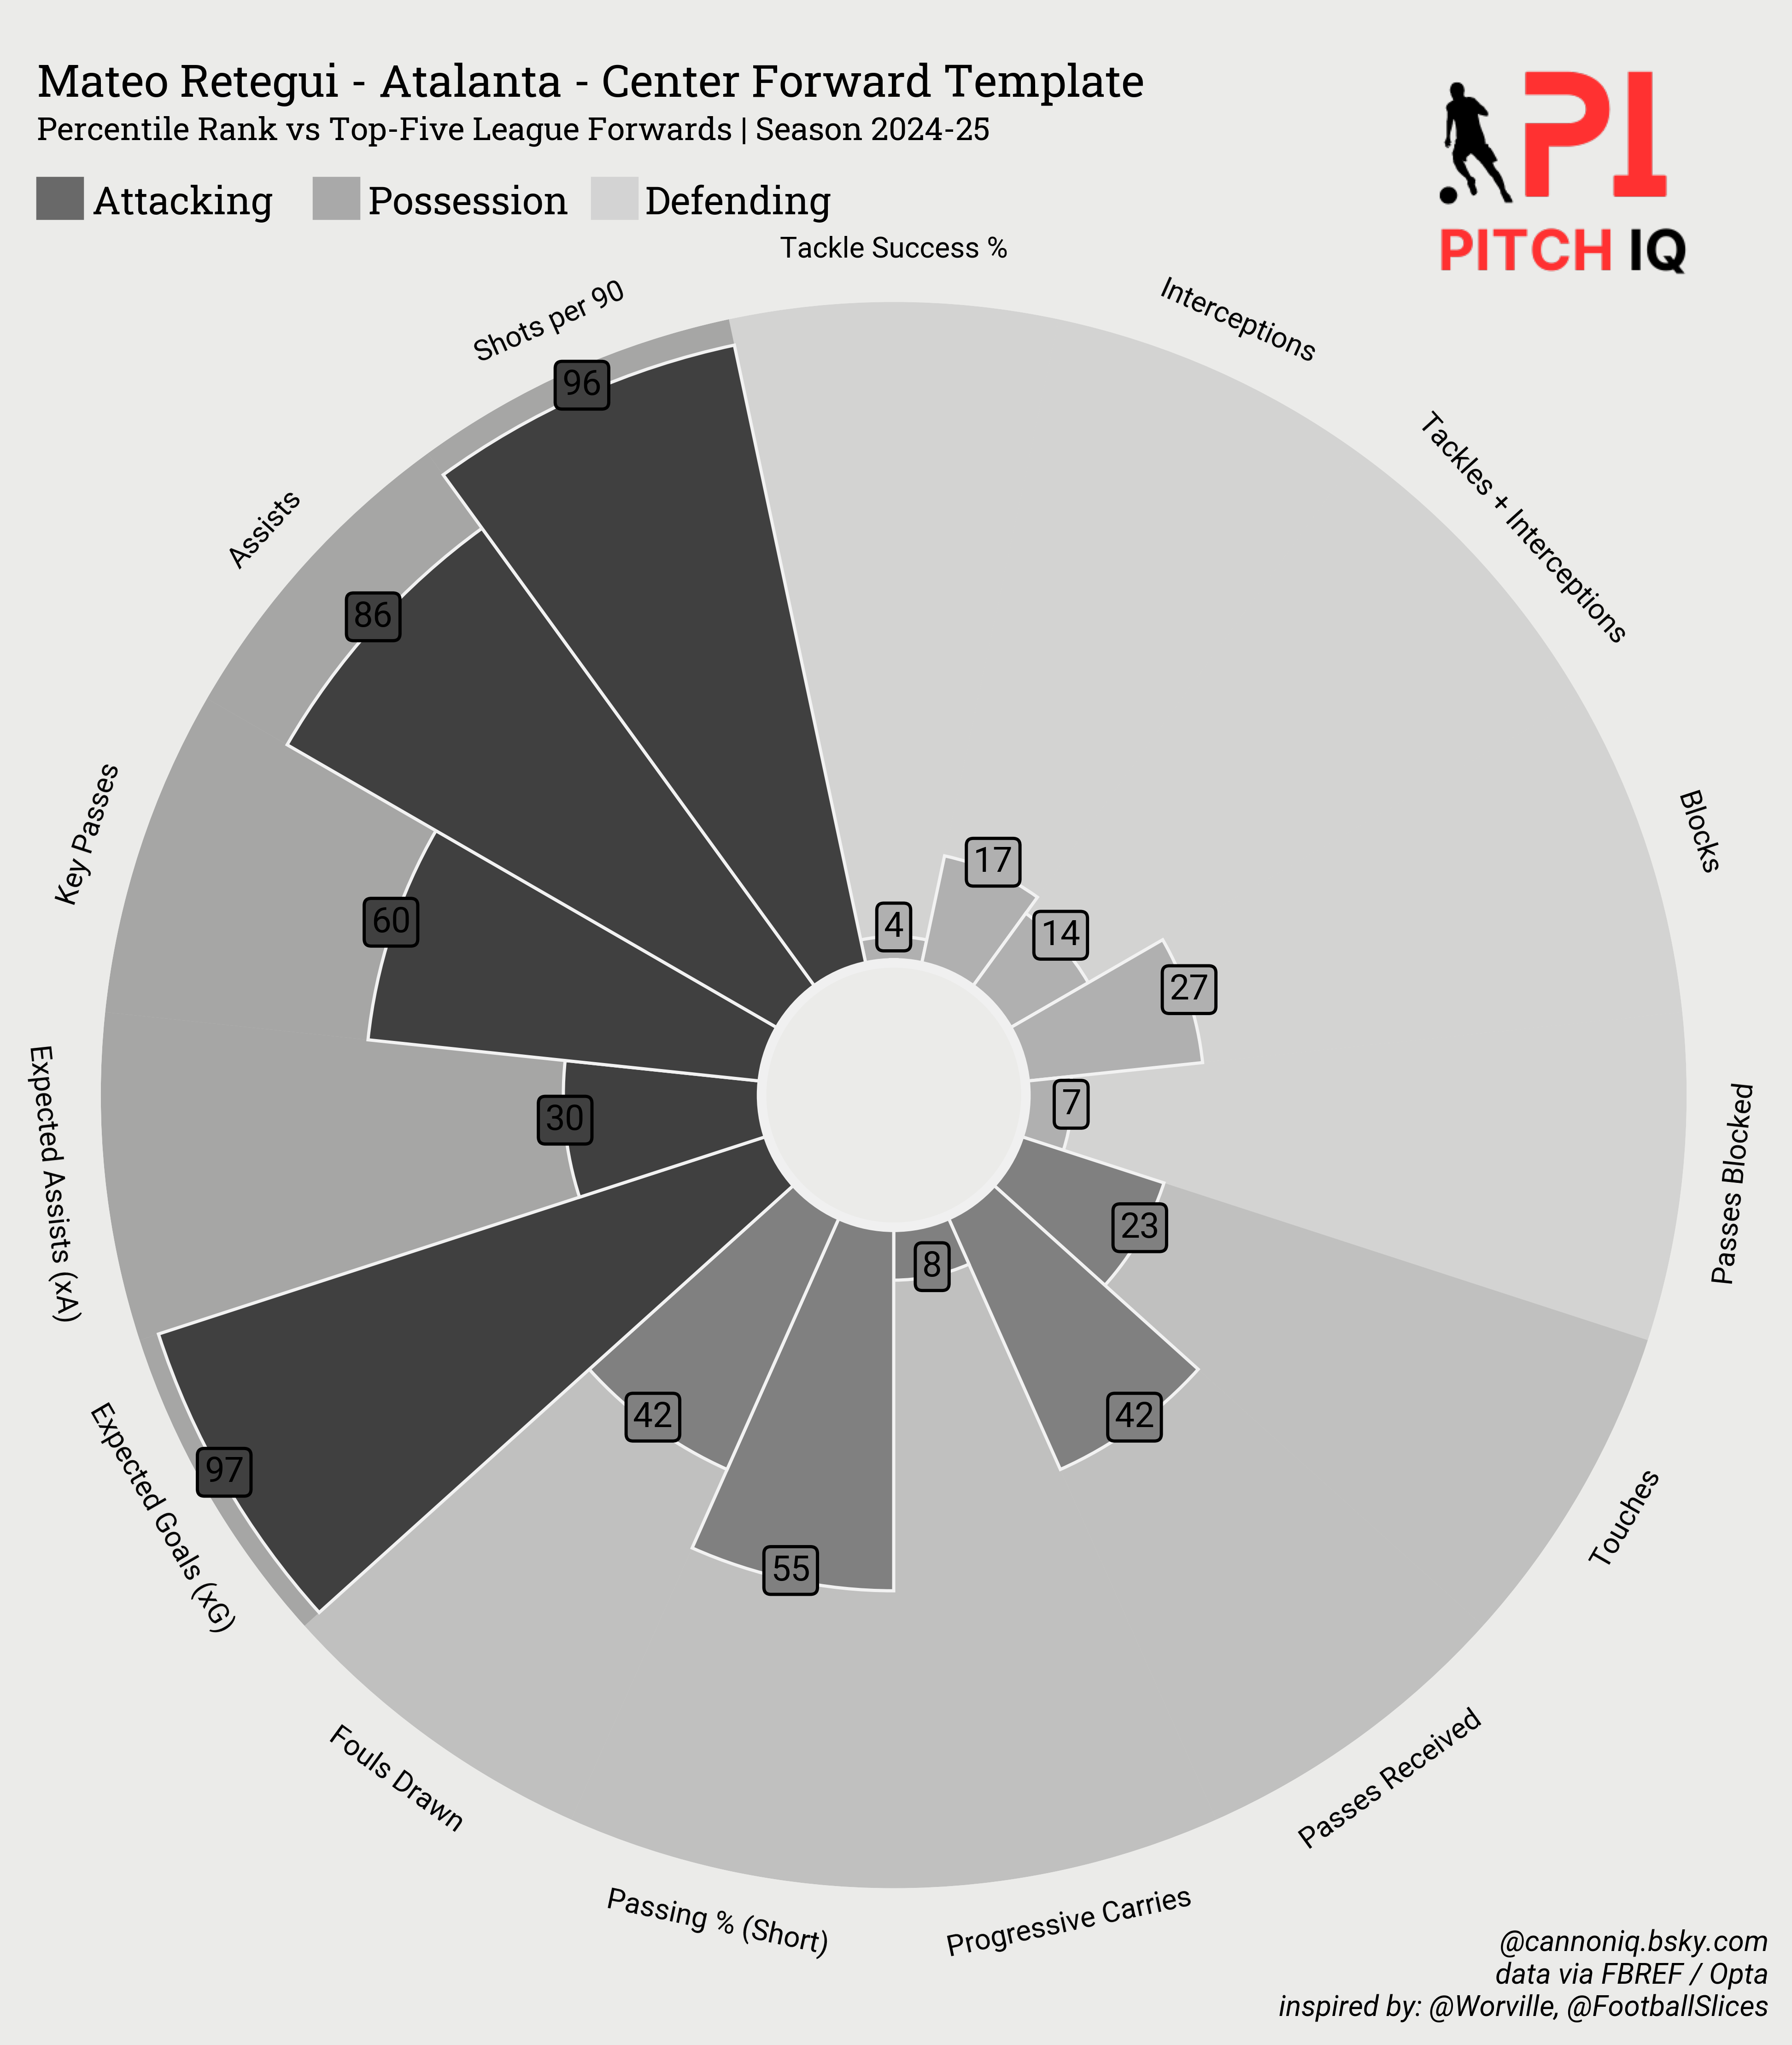 Mateo Retegui - Atalanta - Center Forward Template
Percentile Rank vs Top-Five League Forwards | Season 2024-25
Attacking Possession Defending
PI
PITCH IQ
Tackle Success %
Interceptions
Tackles + Interceptions
Blocks
Passes Blocked
Touches
Passes Received
Progressive Carries
Passing % (Short)
Fouls Drawn
Expected Goals (xG)
Expected Assists (xA)
Key Passes
Assists
Shots per 90
4
17
14
27
7
23
42
8
55
42
97
30
60
86
96
@cannoniq.bsky.com
data via FBREF / Opta
inspired by: @Worville, @FootballSlices